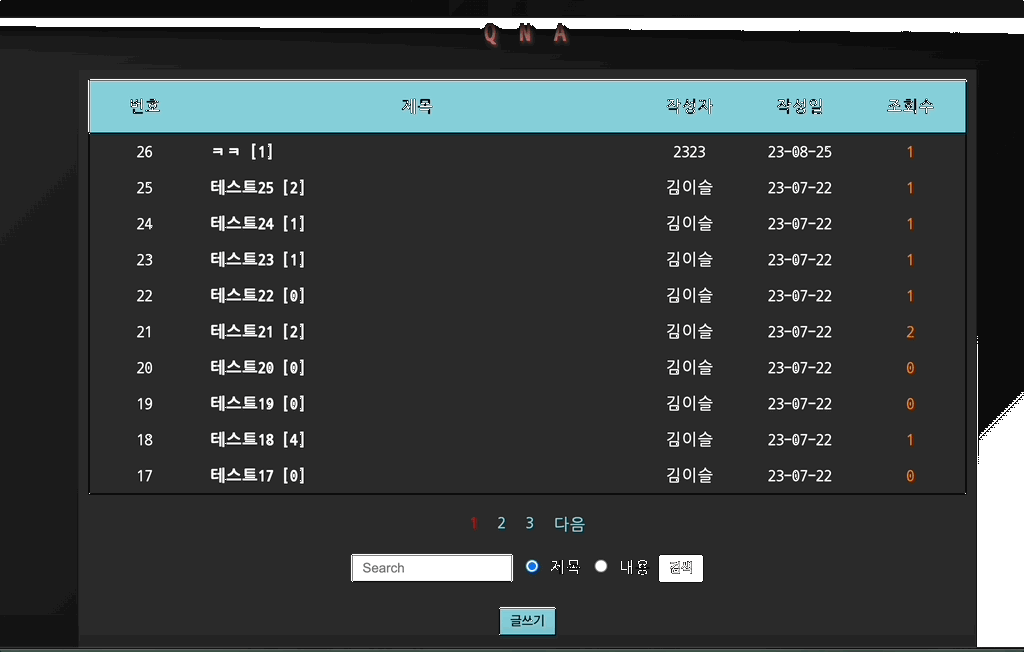 Q N A
번호 제목 작성자 작성일 조회수
26 ㅋㅋ [1] 2323 23-08-25 1
25 테스트25 [2] 김이슬 23-07-22 1
24 테스트24 [1] 김이슬 23-07-22 1
23 테스트23 [1] 김이슬 23-07-22 1
22 테스트22 [0] 김이슬 23-07-22 1
21 테스트21 [2] 김이슬 23-07-22 2
20 테스트20 [0] 김이슬 23-07-22 0
19 테스트19 [0] 김이슬 23-07-22 0
18 테스트18 [4] 김이슬 23-07-22 1
17 테스트17 [0] 김이슬 23-07-22 0
1 2 3 다음
Search 제목 내용 검색
글쓰기